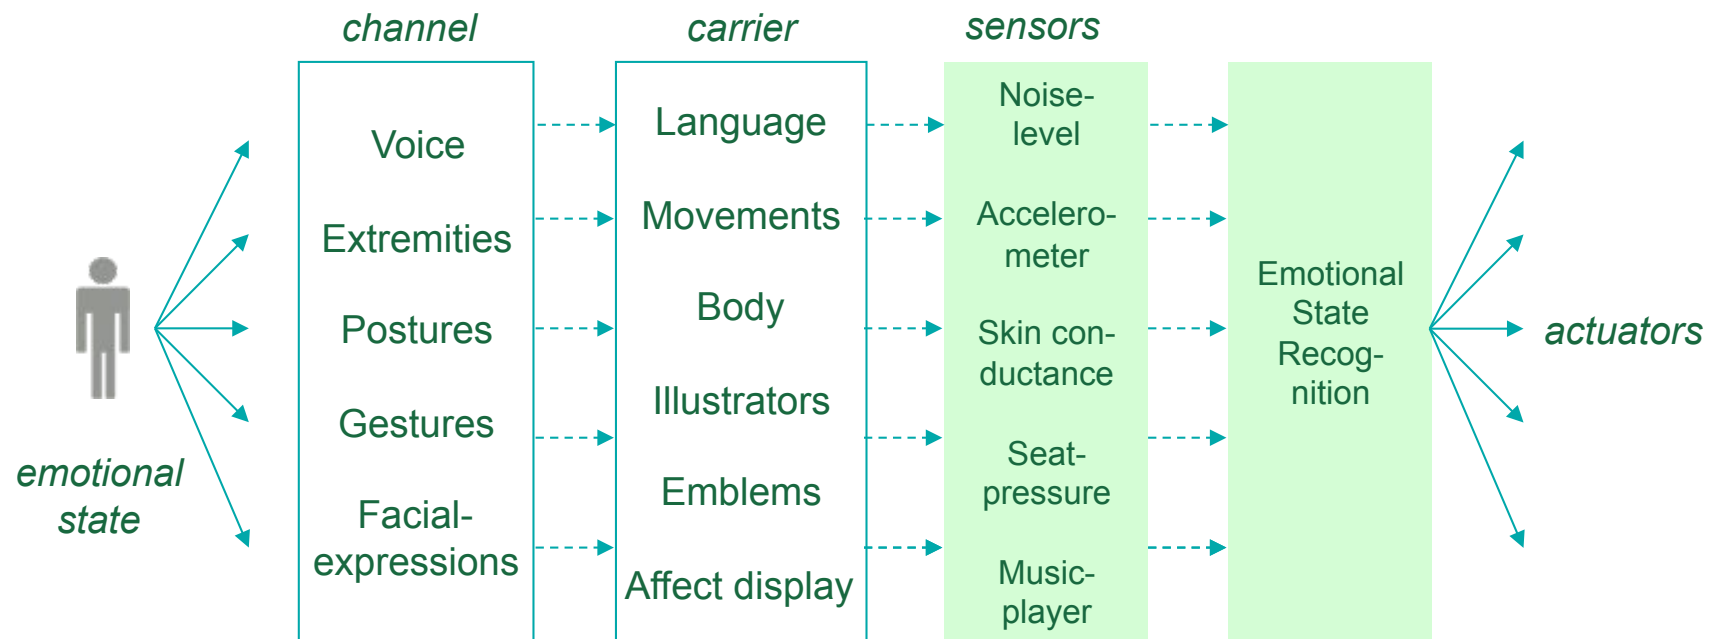 channel
carrier
sensors
emotional
state
Voice
Extremities
Postures
Gestures
Facial-
expressions
Language
Movements
Body
Illustrators
Emblems
Affect display
Noise-
level
Accelero-
meter
Skin con-
ductance
Seat-
pressure
Music-
player
Emotional
State
Recog-
nition
actuators